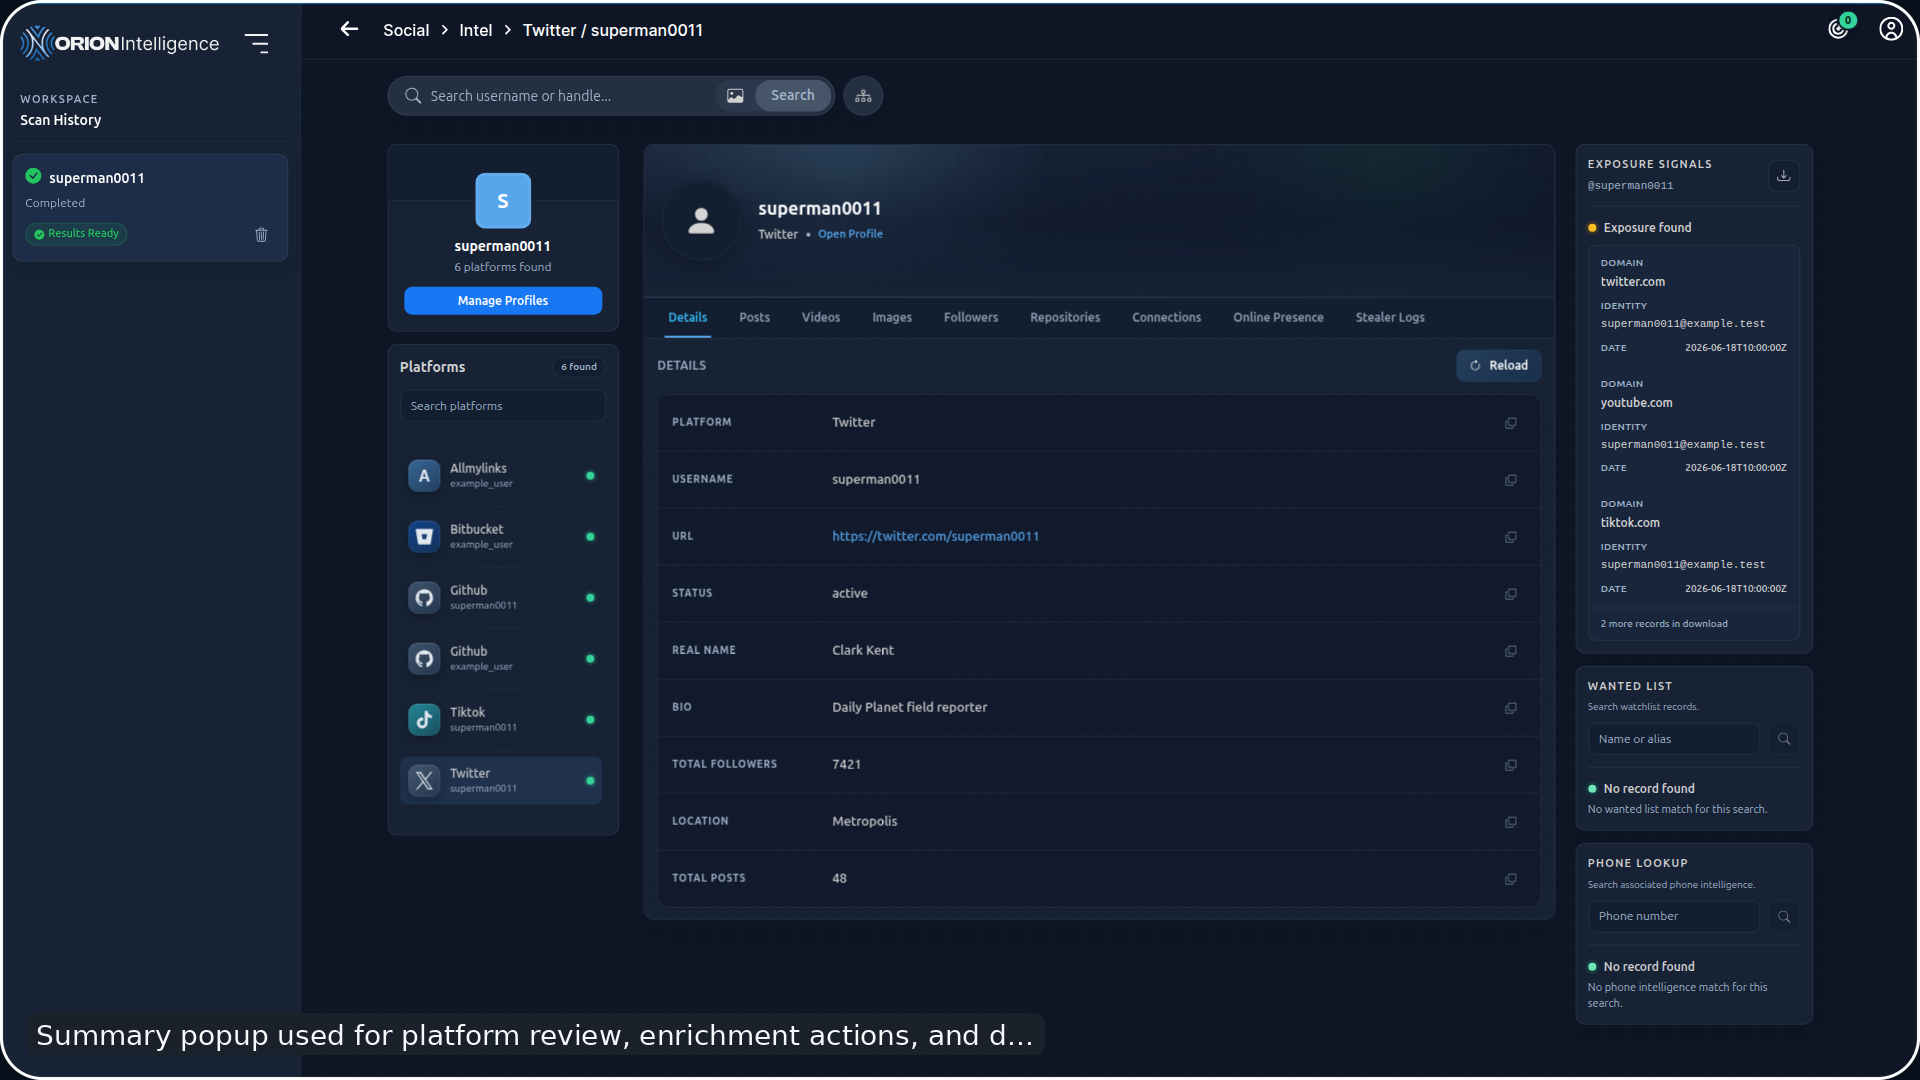 ORIONIntelligence
WORKSPACE
Scan History
superman0011
Completed
Results Ready
Social > Intel > Twitter / superman0011
0
Search username or handle...
Search
S
superman0011
6 platforms found
Manage Profiles
Platforms
6 found
Search platforms
A
Allmylinks
example_user
Bitbucket
example_user
Github
superman0011
Github
example_user
Tiktok
superman0011
Twitter
superman0011
superman0011
Twitter • Open Profile
Details
Posts
Videos
Images
Followers
Repositories
Connections
Online Presence
Stealer Logs
DETAILS
Reload
PLATFORM
Twitter
USERNAME
superman0011
URL
https://twitter.com/superman0011
STATUS
active
REAL NAME
Clark Kent
BIO
Daily Planet field reporter
TOTAL FOLLOWERS
7421
LOCATION
Metropolis
TOTAL POSTS
48
EXPOSURE SIGNALS
@superman0011
Exposure found
DOMAIN
twitter.com
IDENTITY
superman0011@example.test
DATE 2026-06-18T10:00:00Z
DOMAIN
youtube.com
IDENTITY
superman0011@example.test
DATE 2026-06-18T10:00:00Z
DOMAIN
tiktok.com
IDENTITY
superman0011@example.test
DATE 2026-06-18T10:00:00Z
2 more records in download
WANTED LIST
Search watchlist records.
Name or alias
No record found
No wanted list match for this search.
PHONE LOOKUP
Search associated phone intelligence.
Phone number
No record found
No phone intelligence match for this
search.
Summary popup used for platform review, enrichment actions, and d...